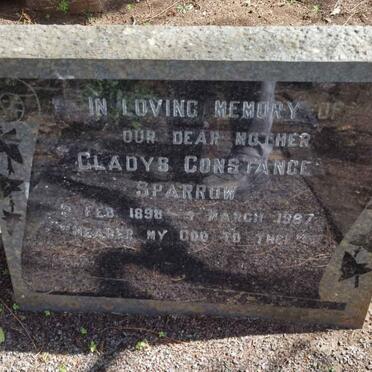 IN LOVING MEMORY OF
OUR DEAR MOTHER
GLADYS CONSTANCE
SPARROW
FEB 1898 - MARCH 1987
"NEARER MY GOD TO THEE"